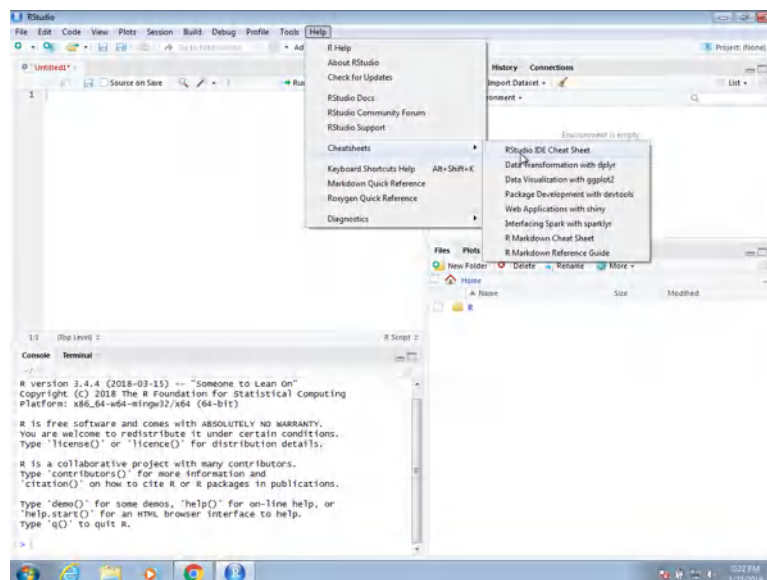 RStudio
File Edit Code View Plots Session Build Debug Profile Tools Help
Go to file/function
Ad
Project: (None)
Untitled1*
Source on Save
Run
1
R Help
About RStudio
Check for Updates
RStudio Docs
RStudio Community Forum
RStudio Support
Cheatsheets
Keyboard Shortcuts Help Alt+Shift+K
Markdown Quick Reference
Roxygen Quick Reference
Diagnostics
History Connections
Import Dataset
List
Environment is empty
RStudio IDE Cheat Sheet
Data Transformation with dplyr
Data Visualization with ggplot2
Package Development with devtools
Web Applications with shiny
Interfacing Spark with sparklyr
R Markdown Cheat Sheet
R Markdown Reference Guide
Files Plots
New Folder Delete Rename More
Home
Name Size Modified
R
1:1 (Top Level) R Script
Console Terminal
~/
R version 3.4.4 (2018-03-15) -- "Someone to Lean On"
Copyright (C) 2018 The R Foundation for Statistical Computing
Platform: x86_64-w64-mingw32/x64 (64-bit)
R is free software and comes with ABSOLUTELY NO WARRANTY.
You are welcome to redistribute it under certain conditions.
Type 'license()' or 'licence()' for distribution details.
R is a collaborative project with many contributors.
Type 'contributors()' for more information and
'citation()' on how to cite R or R packages in publications.
Type 'demo()' for some demos, 'help()' for on-line help, or
'help.start()' for an HTML browser interface to help.
Type 'q()' to quit R.
>